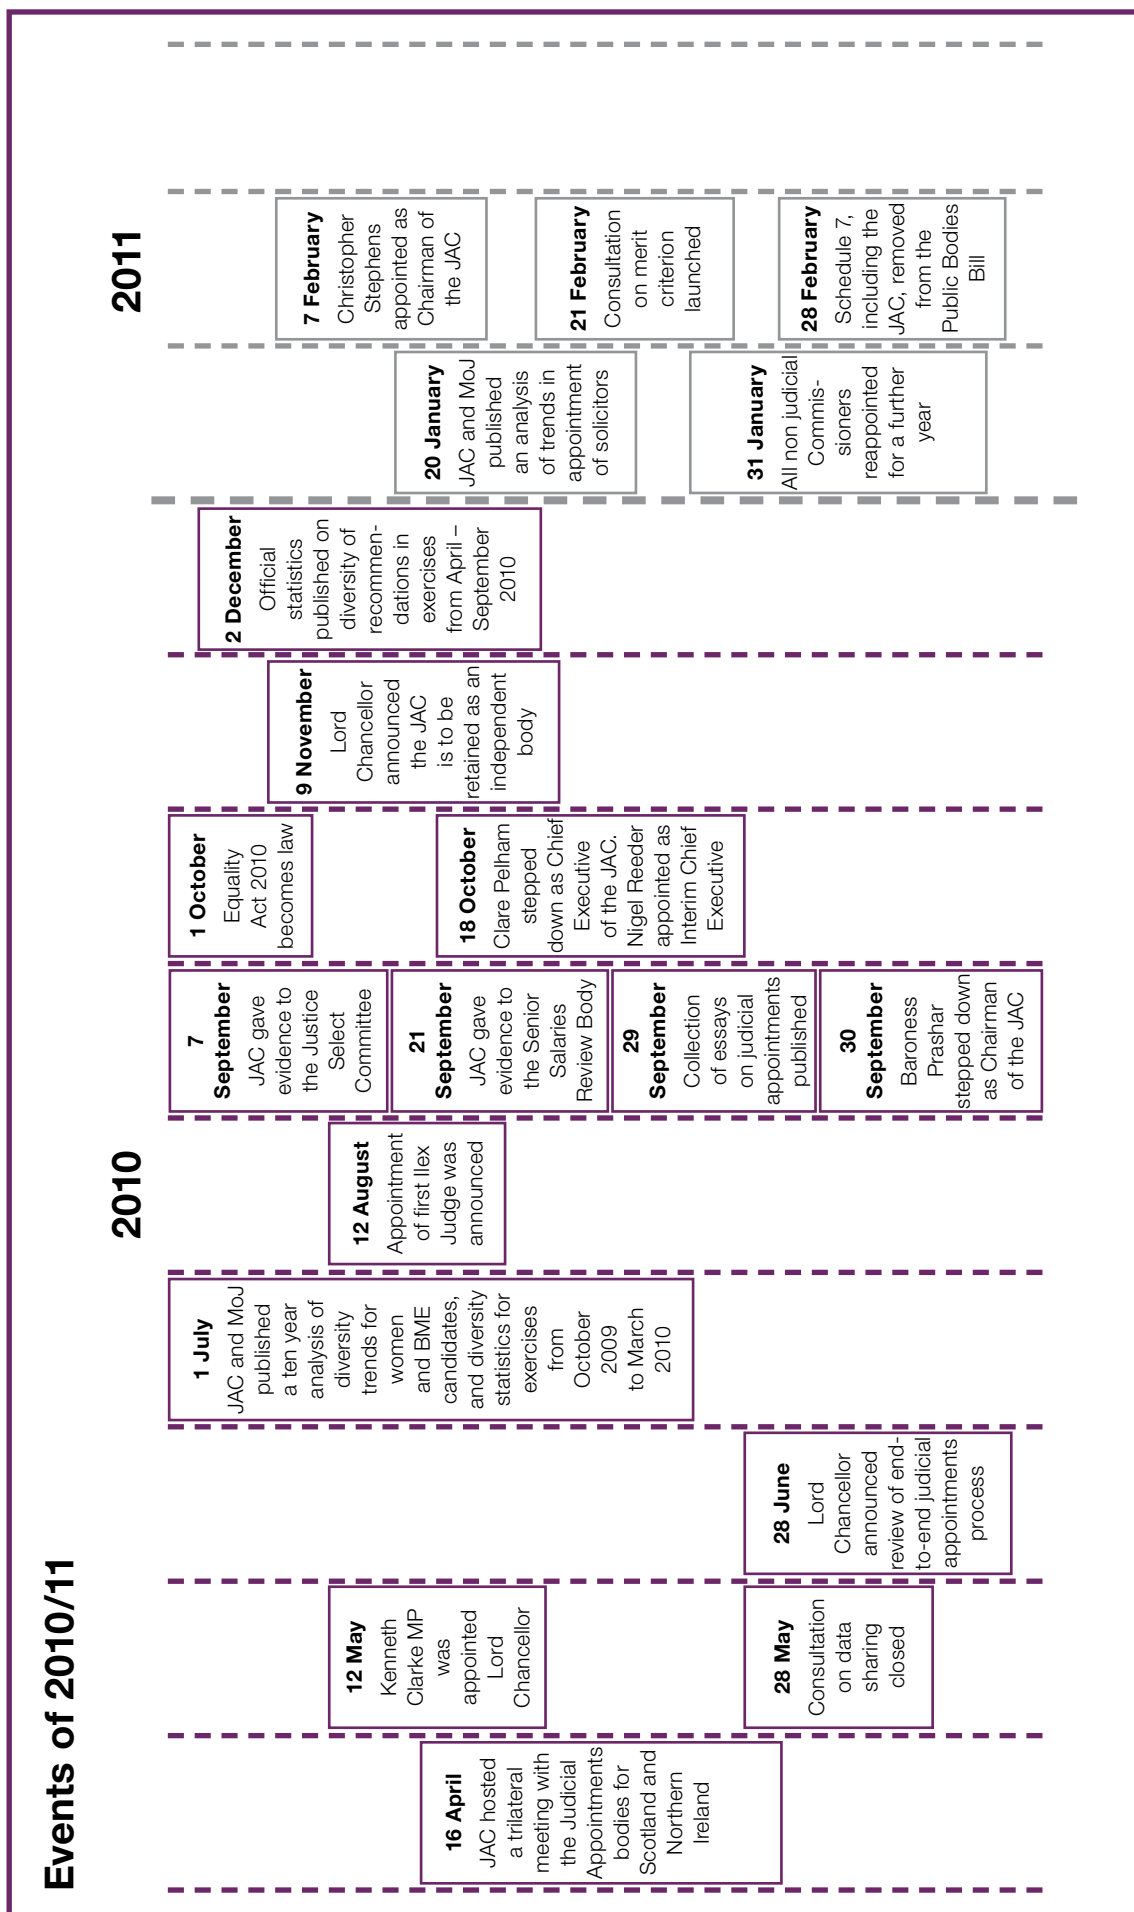 Events of 2010/11
2010
2011
16 April
JAC hosted
a trilateral
meeting with
the Judicial
Appointments
bodies for
Scotland and
Northern
Ireland
12 May
Kenneth
Clarke MP
was
appointed
Lord
Chancellor
28 May
Consultation
on data
sharing
closed
28 June
Lord
Chancellor
announced
review of end-
to-end judicial
appointments
process
1 July
JAC and MoJ
published
a ten year
analysis of
diversity
trends for
women
and BME
candidates,
and diversity
statistics for
exercises
from
October
2009
to March
2010
12 August
Appointment
of first Ilex
Judge was
announced
7
September
JAC gave
evidence to
the Justice
Select
Committee
21
September
JAC gave
evidence to
the Senior
Salaries
Review Body
29
September
Collection
of essays
on judicial
appointments
published
30
September
Baroness
Prashar
stepped down
as Chairman
of the JAC
1 October
Equality
Act 2010
becomes law
18 October
Clare Pelham
stepped
down as Chief
Executive
of the JAC.
Nigel Reeder
appointed as
Interim Chief
Executive
9 November
Lord
Chancellor
announced
the JAC
is to be
retained as an
independent
body
2 December
Official
statistics
published on
diversity of
recommen-
dations in
exercises
from April –
September
2010
20 January
JAC and MoJ
published
an analysis
of trends in
appointment
of solicitors
31 January
All non judicial
Commis-
sioners
reappointed
for a further
year
7 February
Christopher
Stephens
appointed as
Chairman of
the JAC
21 February
Consultation
on merit
criterion
launched
28 February
Schedule 7,
including the
JAC, removed
from the
Public Bodies
Bill